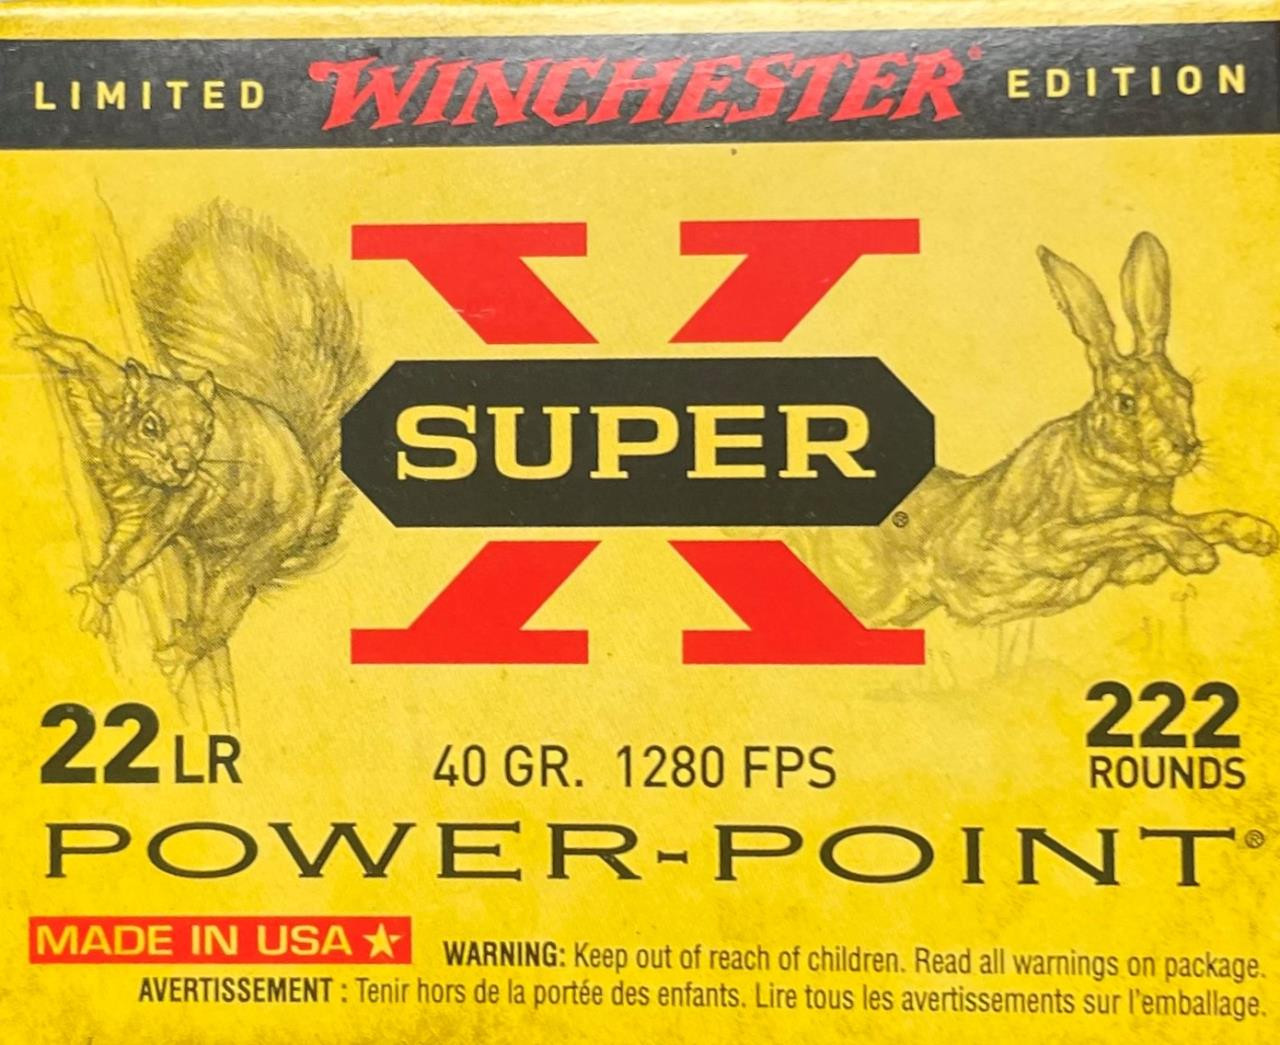 LIMITED WINCHESTER® EDITION
X
SUPER
®
22 LR 40 GR. 1280 FPS 222 ROUNDS
POWER-POINT®
MADE IN USA ★
WARNING: Keep out of reach of children. Read all warnings on package.
AVERTISSEMENT : Tenir hors de la portée des enfants. Lire tous les avertissements sur l'emballage.